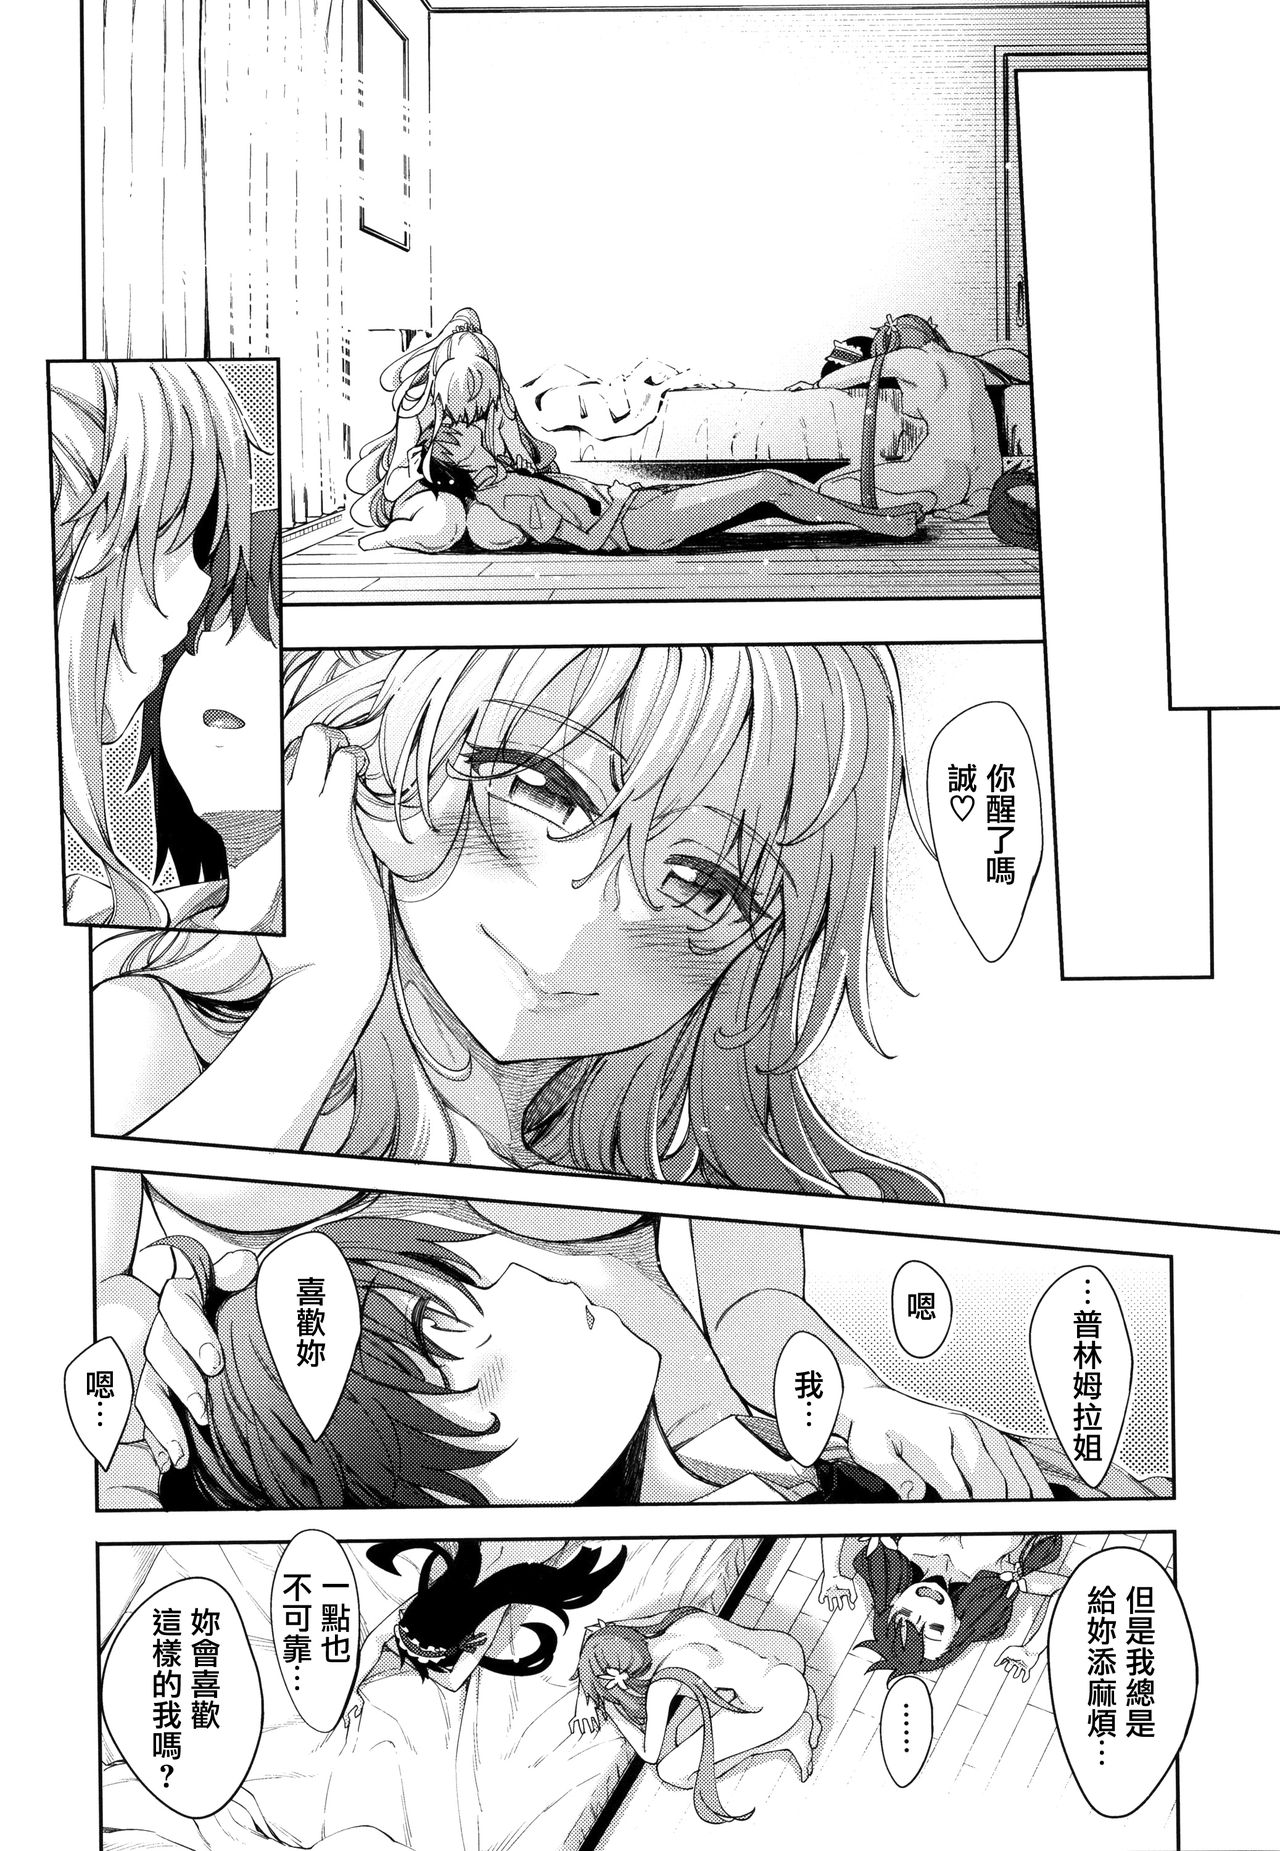 你醒了嗎
誠♡
…普林姆拉姐
嗯
我…
喜歡妳
嗯…
但是我總是
給妳添麻煩…
……
一點也
不可靠…
妳會喜歡
這樣的我嗎?